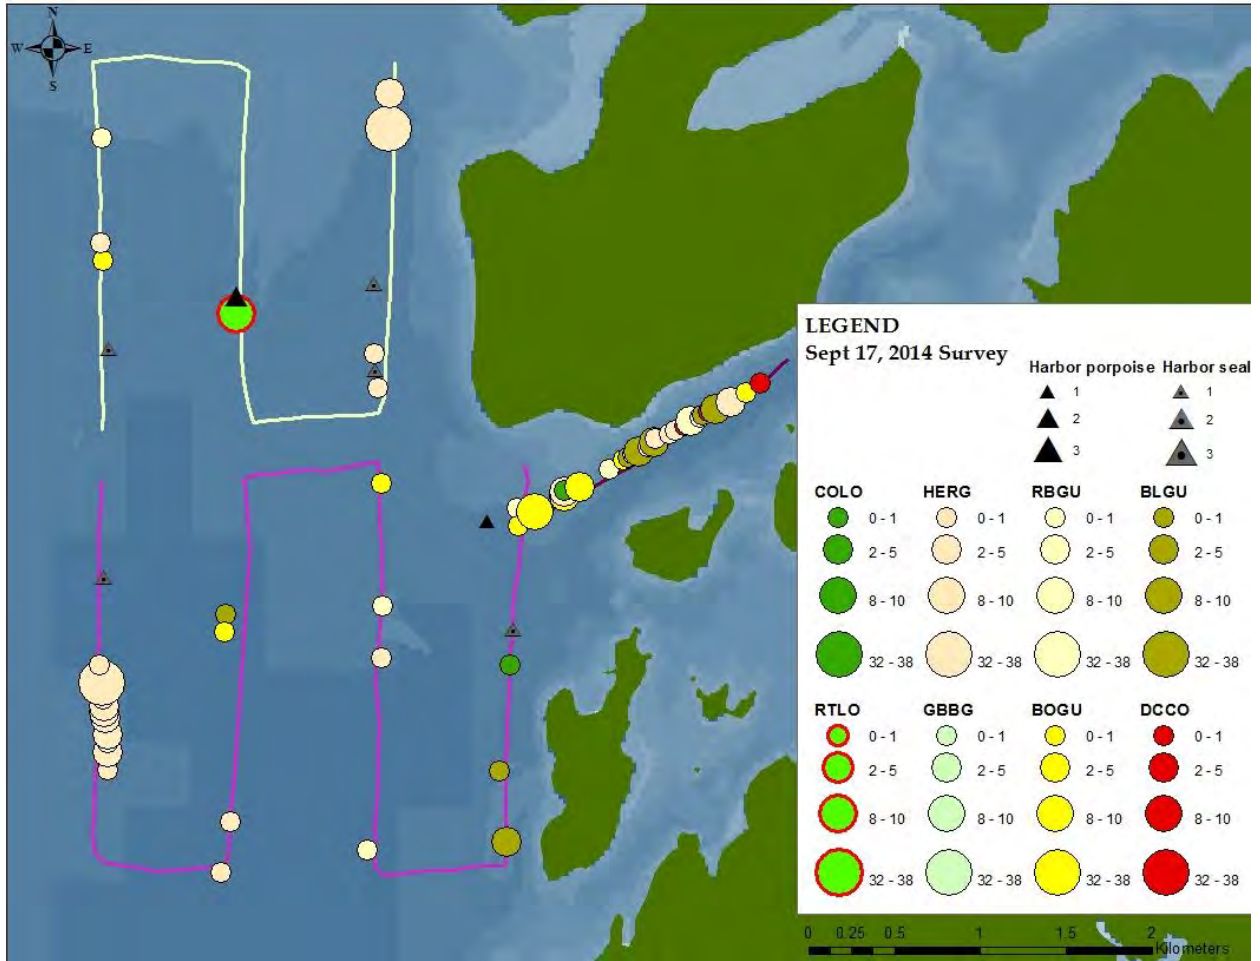 N
W E
S
LEGEND
Sept 17, 2014 Survey
Harbor porpoise Harbor seal
1 1
2 2
3 3
COLO HERG RBGU BLGU
0 - 1 0 - 1 0 - 1 0 - 1
2 - 5 2 - 5 2 - 5 2 - 5
8 - 10 8 - 10 8 - 10 8 - 10
32 - 38 32 - 38 32 - 38 32 - 38
RTLO GBBG BOGU DCCO
0 - 1 0 - 1 0 - 1 0 - 1
2 - 5 2 - 5 2 - 5 2 - 5
8 - 10 8 - 10 8 - 10 8 - 10
32 - 38 32 - 38 32 - 38 32 - 38
0 0.25 0.5 1 1.5 2
Kilometers